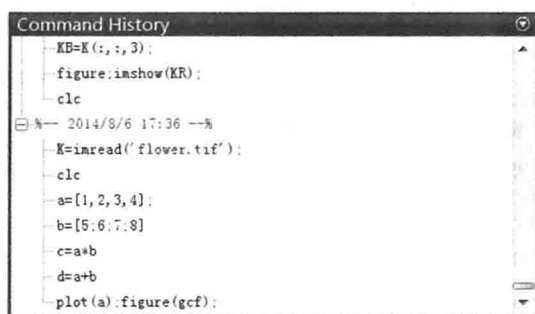 Command History
KB=K(:,:,3);
figure;imshow(KR);
clc
%-- 2014/8/6 17:36 --%
K=imread('flower.tif');
clc
a=[1,2,3,4];
b=[5;6;7;8]
c=a*b
d=a+b
plot(a);figure(gcf);